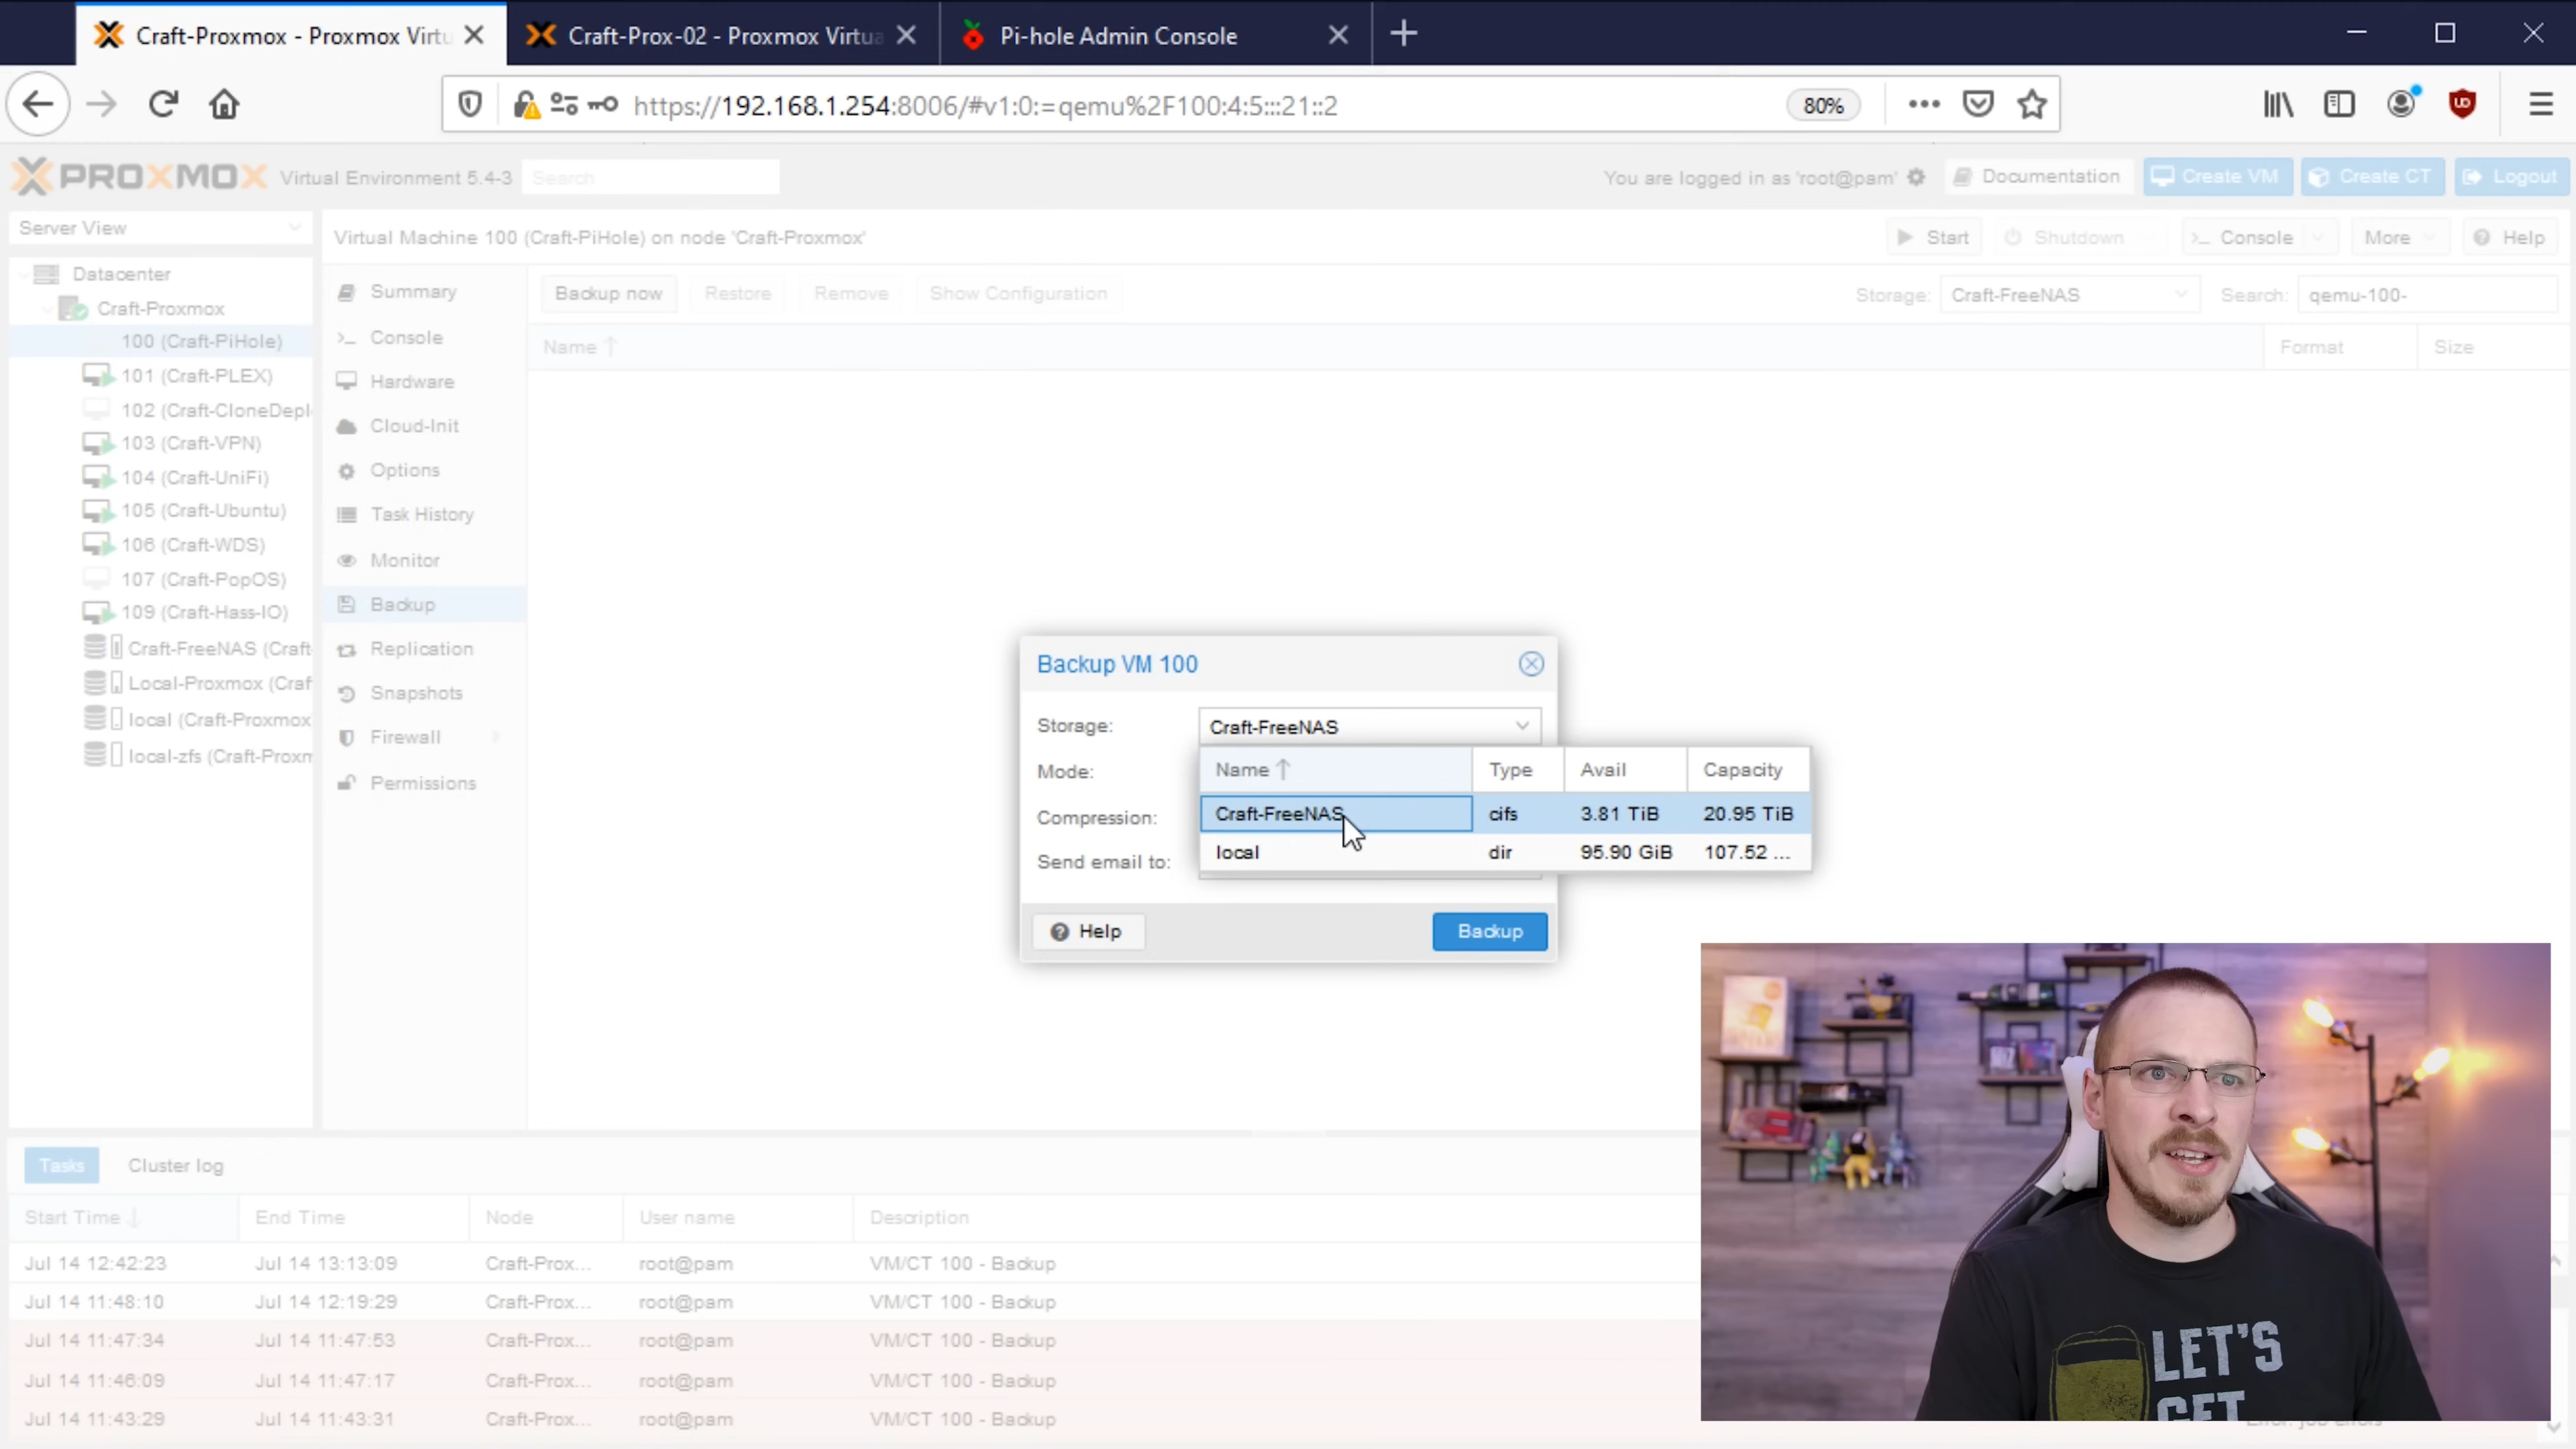 Craft-Proxmox - Proxmox Virtu
Craft-Prox-02 - Proxmox Virtua
Pi-hole Admin Console
https://192.168.1.254:8006/#v1:0:=qemu%2F100:4:5:::21::2
80%
PROXMOX Virtual Environment 5.4-3 Search
You are logged in as 'root@pam' Documentation Create VM Create CT Logout
Server View
Virtual Machine 100 (Craft-PiHole) on node 'Craft-Proxmox'
Start Shutdown Console More Help
Datacenter
Craft-Proxmox
100 (Craft-PiHole)
101 (Craft-PLEX)
102 (Craft-CloneDepl
103 (Craft-VPN)
104 (Craft-UniFi)
105 (Craft-Ubuntu)
106 (Craft-WDS)
107 (Craft-PopOS)
109 (Craft-Hass-IO)
Craft-FreeNAS (Craft
Local-Proxmox (Craf
local (Craft-Proxmox
local-zfs (Craft-Proxm
Summary
Console
Hardware
Cloud-Init
Options
Task History
Monitor
Backup
Replication
Snapshots
Firewall
Permissions
Backup now Restore Remove Show Configuration
Storage: Craft-FreeNAS Search: qemu-100-
Name Format Size
Backup VM 100
Storage: Craft-FreeNAS
Mode:
Compression:
Send email to:
Name Type Avail Capacity
Craft-FreeNAS cifs 3.81 TiB 20.95 TiB
local dir 95.90 GiB 107.52 ...
Help Backup
Tasks Cluster log
Start Time End Time Node User name Description
Jul 14 12:42:23 Jul 14 13:13:09 Craft-Prox... root@pam VM/CT 100 - Backup
Jul 14 11:48:10 Jul 14 12:19:29 Craft-Prox... root@pam VM/CT 100 - Backup
Jul 14 11:47:34 Jul 14 11:47:53 Craft-Prox... root@pam VM/CT 100 - Backup
Jul 14 11:46:09 Jul 14 11:47:17 Craft-Prox... root@pam VM/CT 100 - Backup
Jul 14 11:43:29 Jul 14 11:43:31 Craft-Prox... root@pam VM/CT 100 - Backup
Error: job errors
LET'S
GET